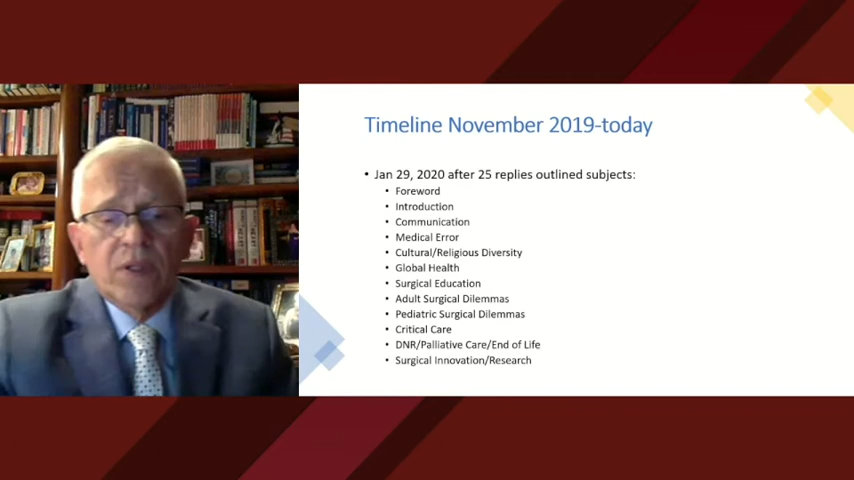 Timeline November 2019-today
• Jan 29, 2020 after 25 replies outlined subjects:
• Foreword
• Introduction
• Communication
• Medical Error
• Cultural/Religious Diversity
• Global Health
• Surgical Education
• Adult Surgical Dilemmas
• Pediatric Surgical Dilemmas
• Critical Care
• DNR/Palliative Care/End of Life
• Surgical Innovation/Research